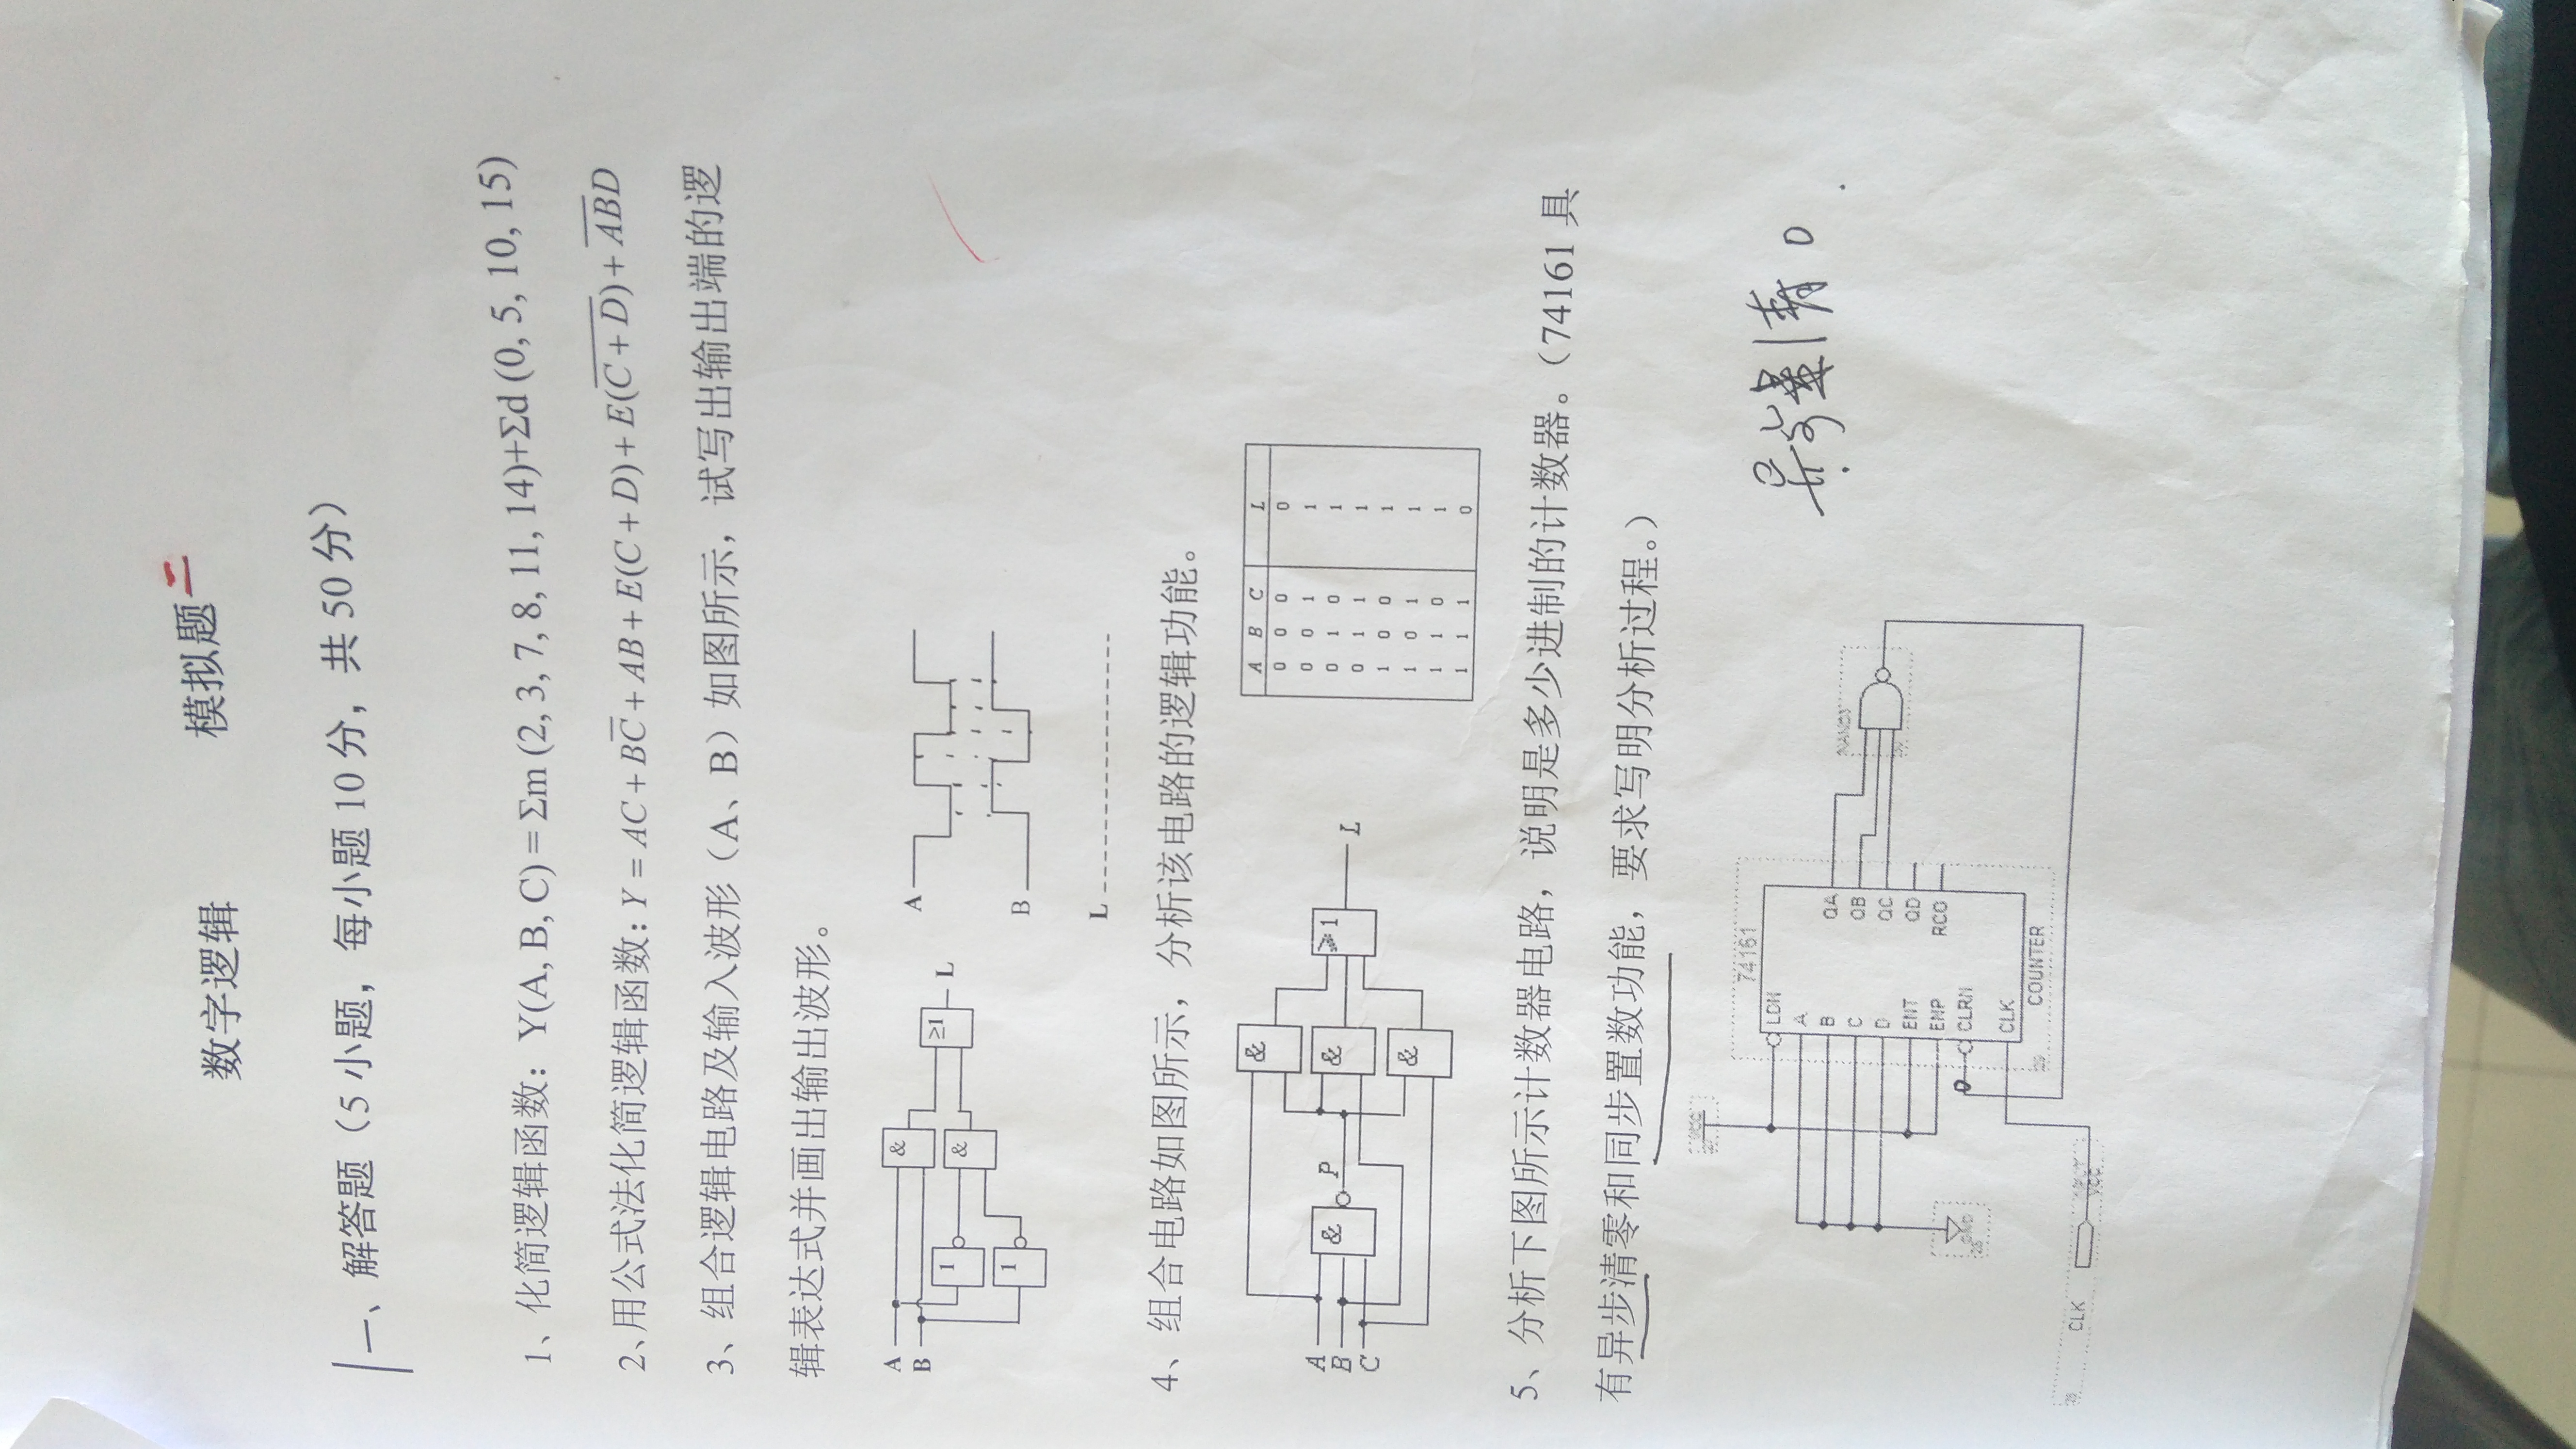 数字逻辑 模拟题二
一、解答题（5 小题，每小题 10 分，共 50 分）
1、化简逻辑函数：Y(A, B, C) = Σm (2, 3, 7, 8, 11, 14)+Σd (0, 5, 10, 15)
2、用公式法化简逻辑函数：Y = AC + BC̅ + AB + E(C + D) + E(\overline{C + D}) + \overline{AB}D
3、组合逻辑电路及输入波形（A、B）如图所示，试写出输出端的逻
辑表达式并画出输出波形。
A
B
1
1
&
&
≥1
L
A
B
L
4、组合电路如图所示，分析该电路的逻辑功能。
A
B
C
&
P
&
&
&
≥1
L
A B C L
0 0 0 0
0 0 1 1
0 1 0 1
0 1 1 1
1 0 0 1
1 0 1 1
1 1 0 1
1 1 1 0
5、分析下图所示计数器电路，说明是多少进制的计数器。（74161 具
有异步清零和同步置数功能，要求写明分析过程。）
VCC
74161
LDN
A
B
C
D
ENT
ENP
CLRN
CLK
QA
QB
QC
QD
RCO
COUNTER
NAND3
GND
CLK
清 0